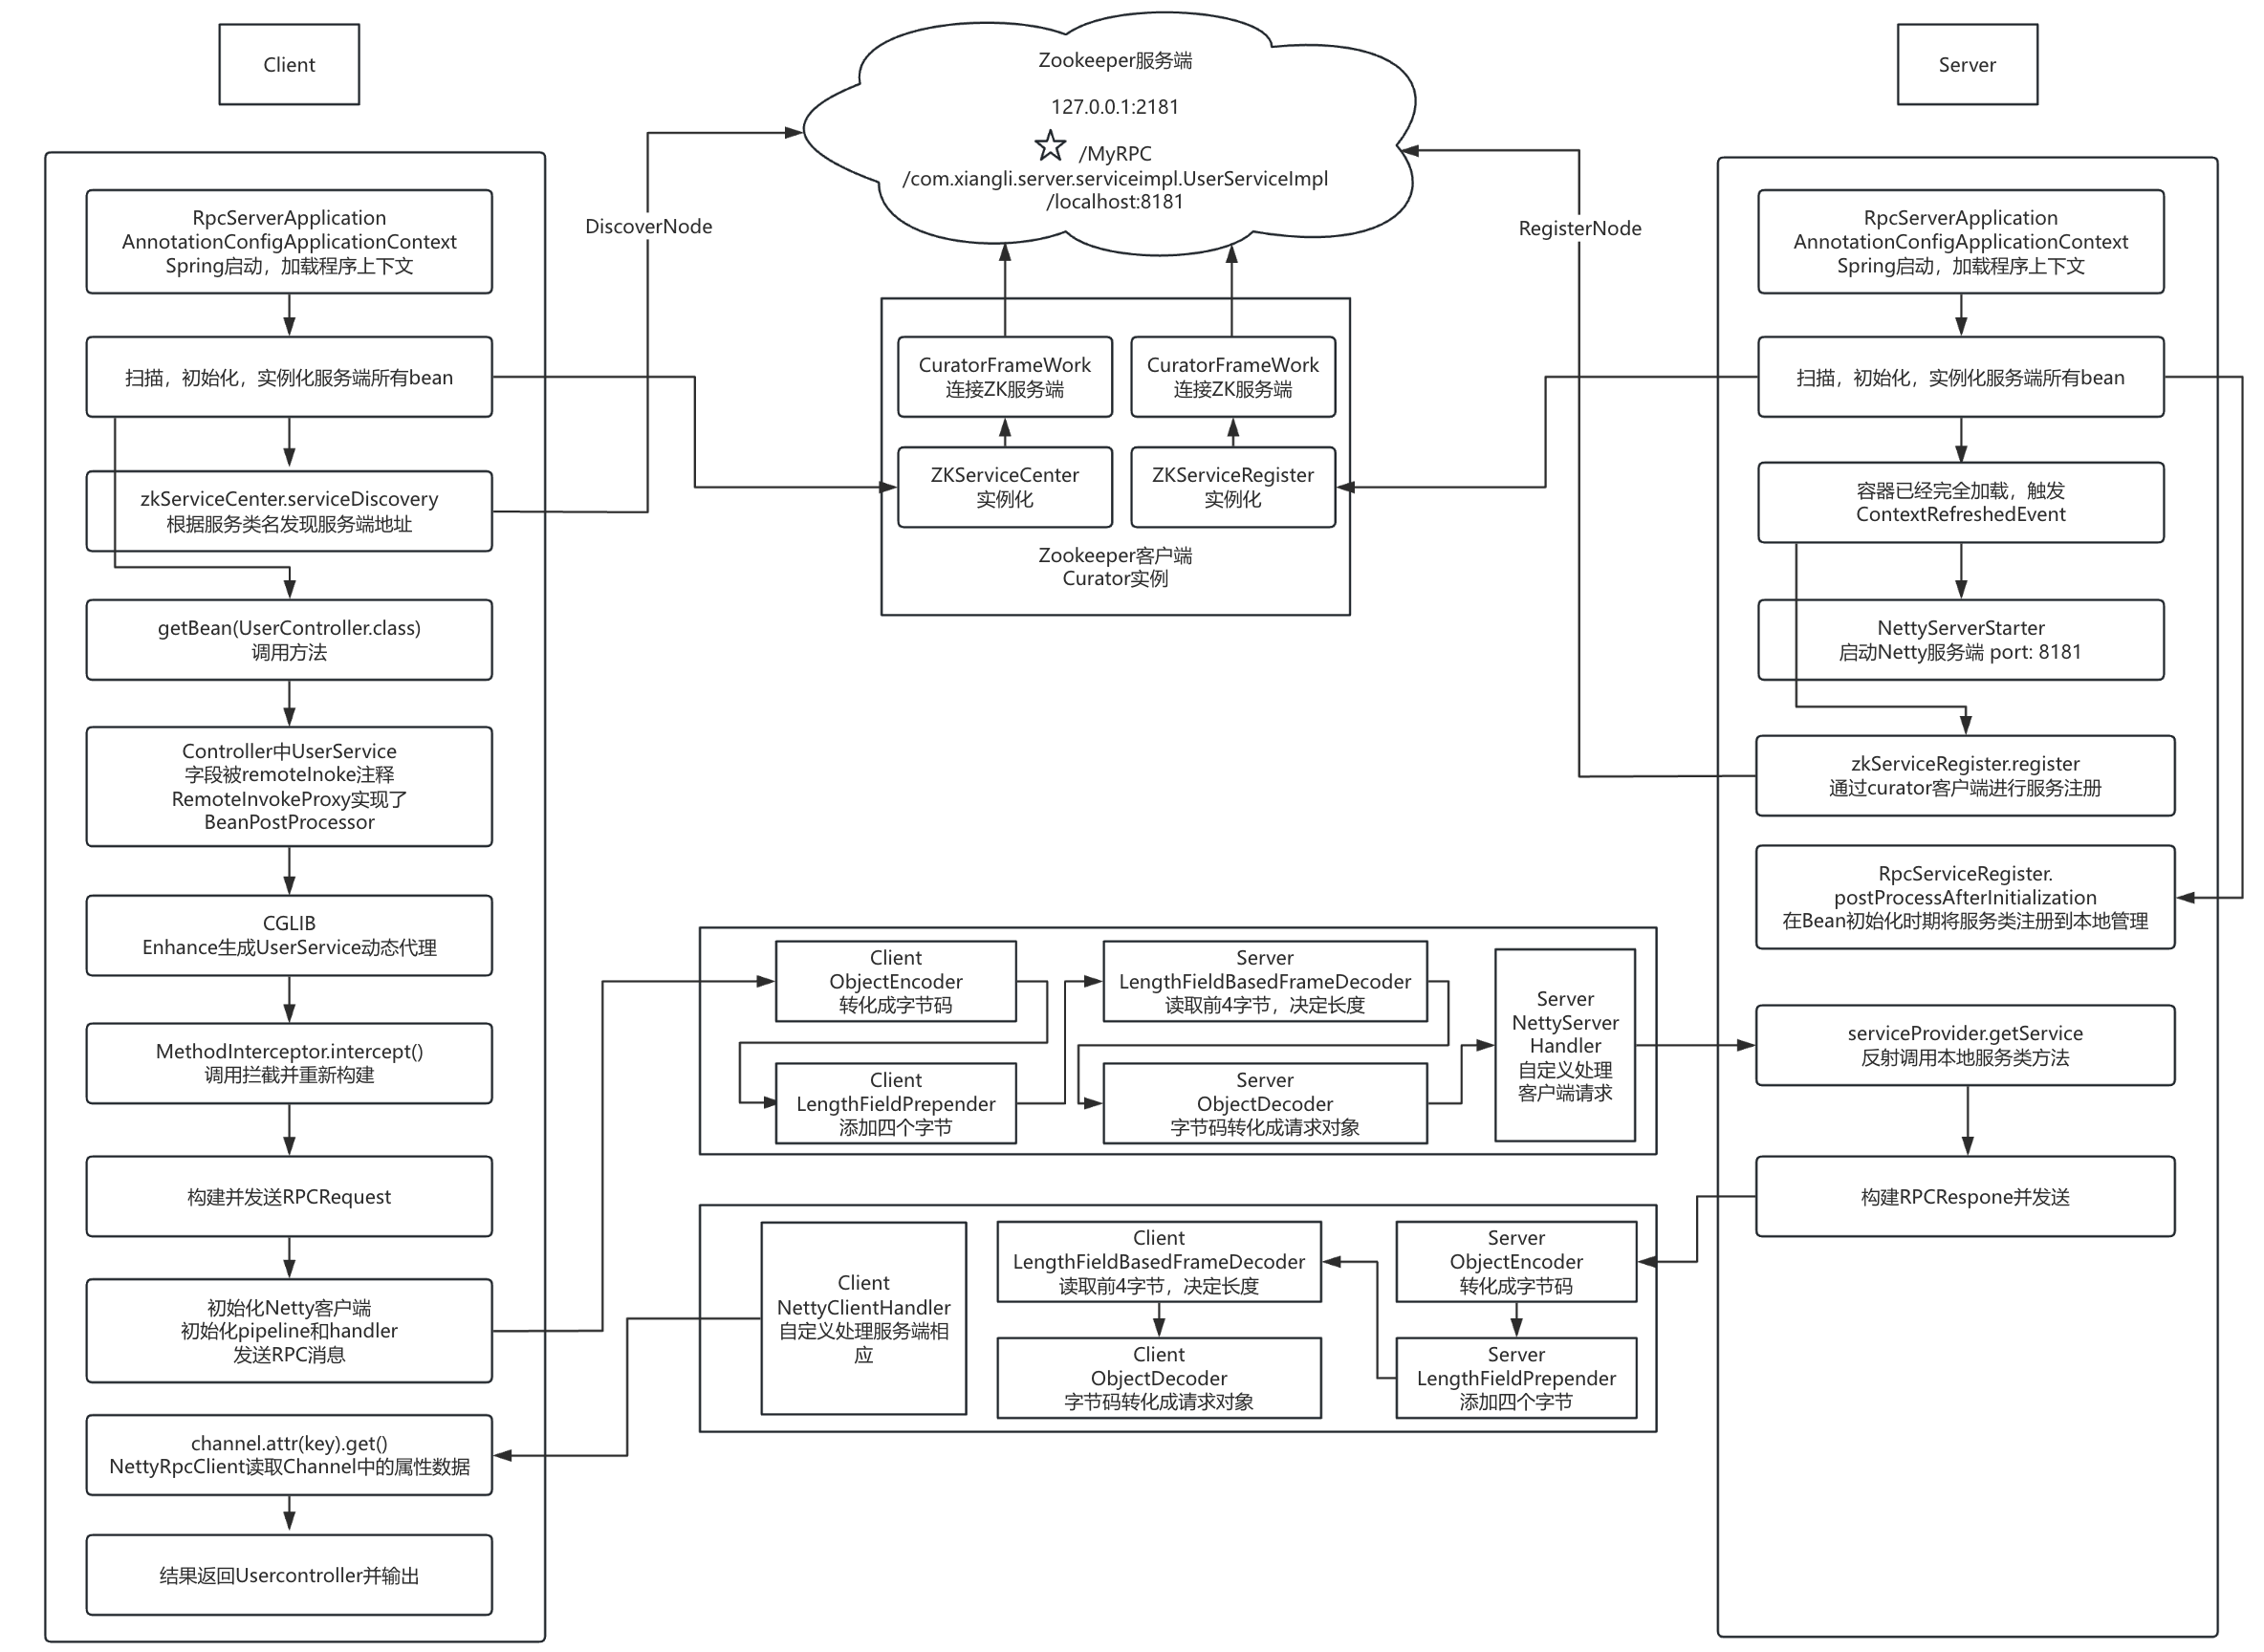 Client
RpcServerApplication
AnnotationConfigApplicationContext
Spring启动，加载程序上下文
扫描，初始化，实例化服务端所有bean
zkServiceCenter.serviceDiscovery
根据服务类名发现服务端地址
getBean(UserController.class)
调用方法
Controller中UserService
字段被remoteInoke注释
RemoteInvokeProxy实现了
BeanPostProcessor
CGLIB
Enhance生成UserService动态代理
MethodInterceptor.intercept()
调用拦截并重新构建
构建并发送RPCRequest
初始化Netty客户端
初始化pipeline和handler
发送RPC消息
channel.attr(key).get()
NettyRpcClient读取Channel中的属性数据
结果返回Usercontroller并输出
DiscoverNode
Zookeeper服务端
127.0.0.1:2181
/MyRPC
/com.xiangli.server.serviceimpl.UserServiceImpl
/localhost:8181
RegisterNode
CuratorFrameWork
连接ZK服务端
CuratorFrameWork
连接ZK服务端
ZKServiceCenter
实例化
ZKServiceRegister
实例化
Zookeeper客户端
Curator实例
Client
ObjectEncoder
转化成字节码
Client
LengthFieldPrepender
添加四个字节
Server
LengthFieldBasedFrameDecoder
读取前4字节，决定长度
Server
ObjectDecoder
字节码转化成请求对象
Server
NettyServer
Handler
自定义处理
客户端请求
Client
NettyClientHandler
自定义处理服务端相
应
Client
LengthFieldBasedFrameDecoder
读取前4字节，决定长度
Client
ObjectDecoder
字节码转化成请求对象
Server
ObjectEncoder
转化成字节码
Server
LengthFieldPrepender
添加四个字节
Server
RpcServerApplication
AnnotationConfigApplicationContext
Spring启动，加载程序上下文
扫描，初始化，实例化服务端所有bean
容器已经完全加载，触发
ContextRefreshedEvent
NettyServerStarter
启动Netty服务端 port: 8181
zkServiceRegister.register
通过curator客户端进行服务注册
RpcServiceRegister.
postProcessAfterInitialization
在Bean初始化时期将服务类注册到本地管理
serviceProvider.getService
反射调用本地服务类方法
构建RPCRespone并发送